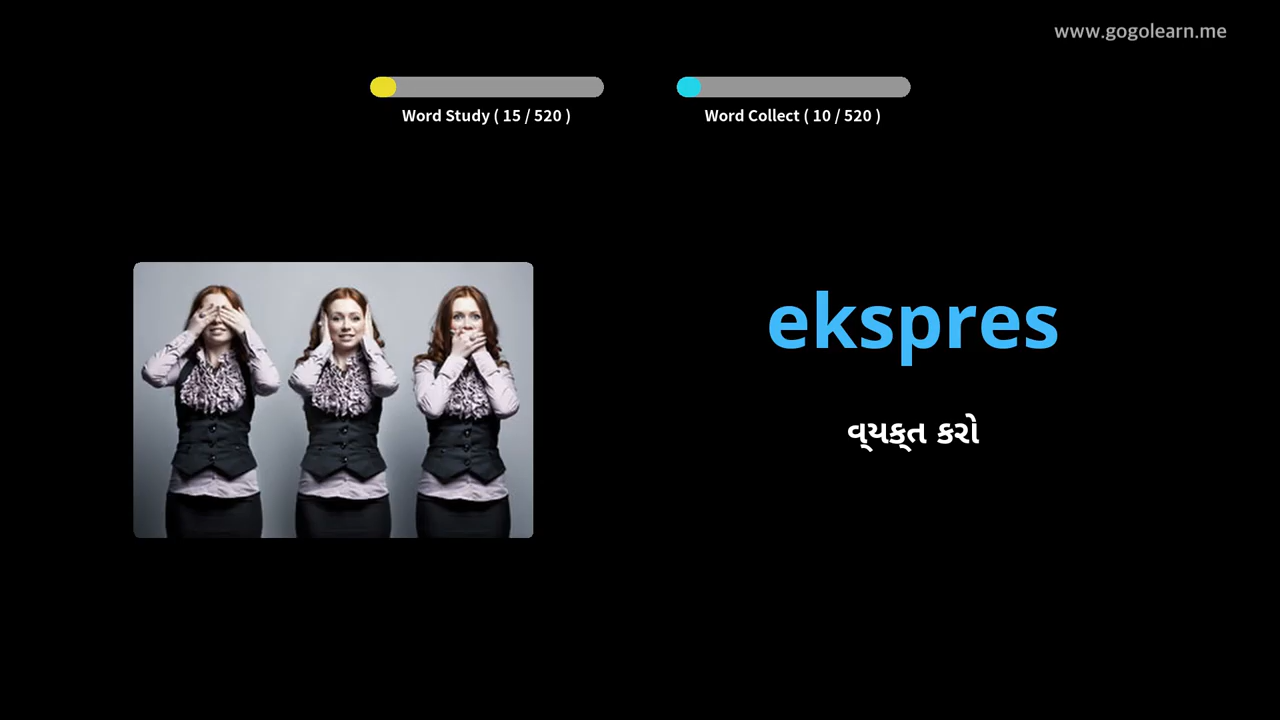 www.gogolearn.me
Word Study ( 15 / 520 )
Word Collect ( 10 / 520 )
ekspres
વ્યક્ત કરો